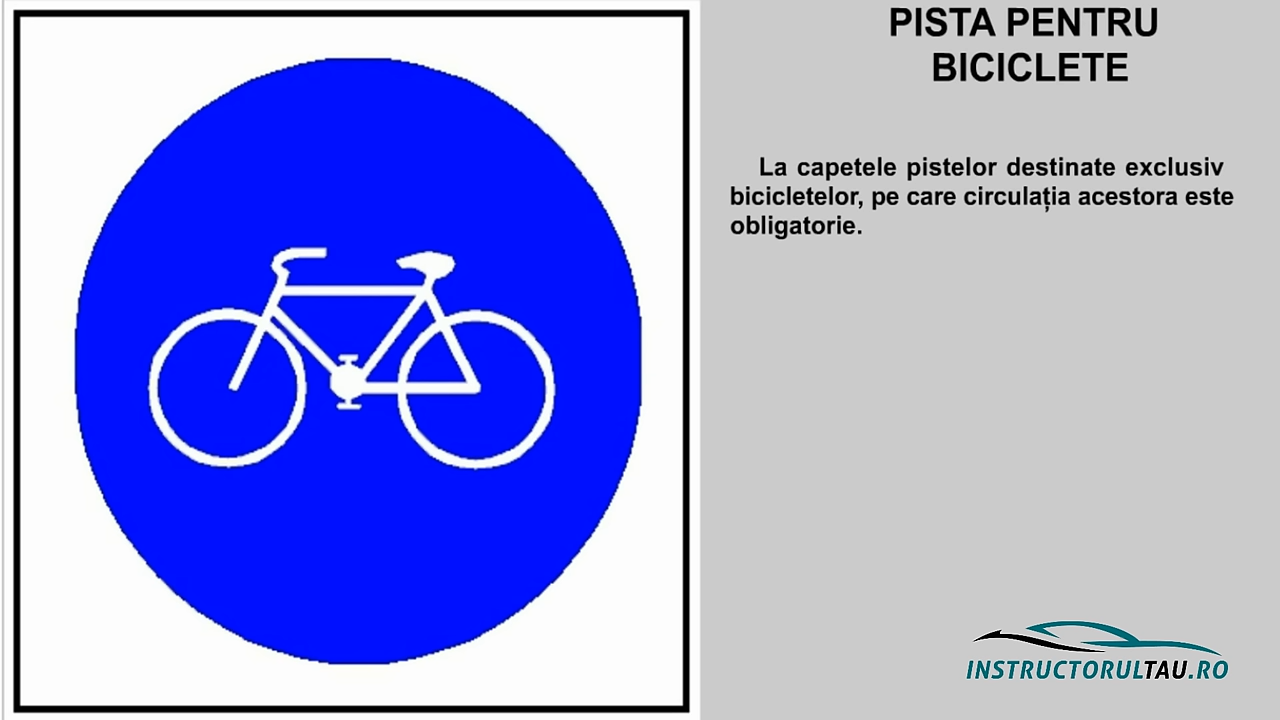 PISTA PENTRU
BICICLETE
La capetele pistelor destinate exclusiv
bicicletelor, pe care circulația acestora este
obligatorie.
INSTRUCTORULTAU.RO